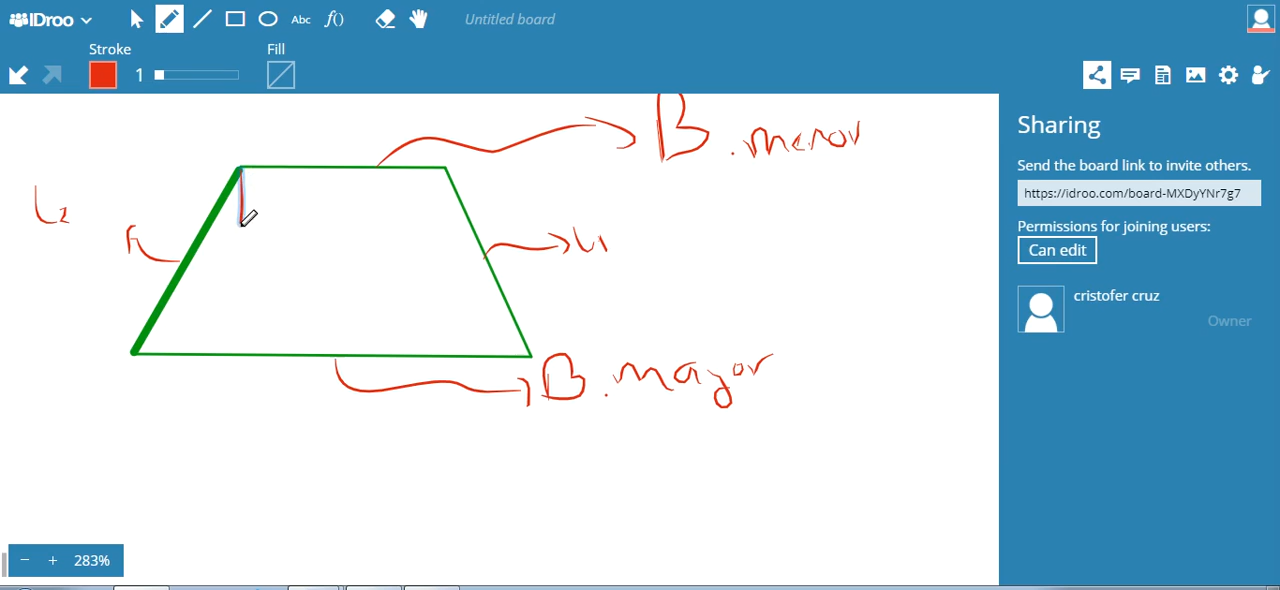 IDroo
Abc
f()
Untitled board
Stroke
Fill
1
Sharing
Send the board link to invite others.
https://idroo.com/board-MXDyYNr7g7
Permissions for joining users:
Can edit
cristofer cruz
Owner
B.menor
L2
L1
B.mayor
− + 283%